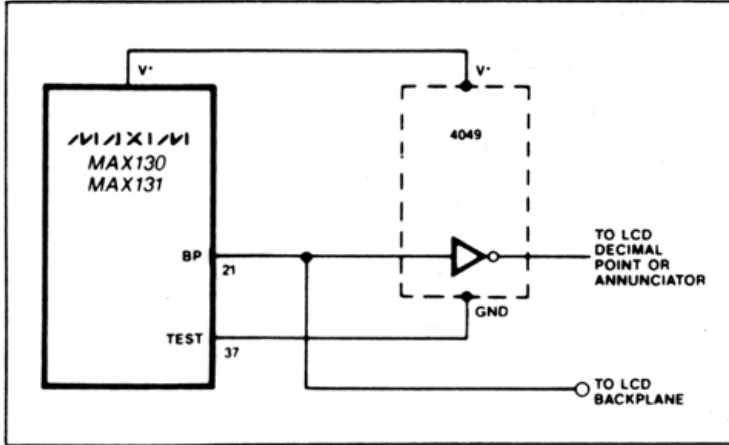 V+
V+
MAXIM
MAX130
MAX131
4049
BP
21
TO LCD
DECIMAL
POINT OR
ANNUNCIATOR
GND
TEST
37
TO LCD
BACKPLANE